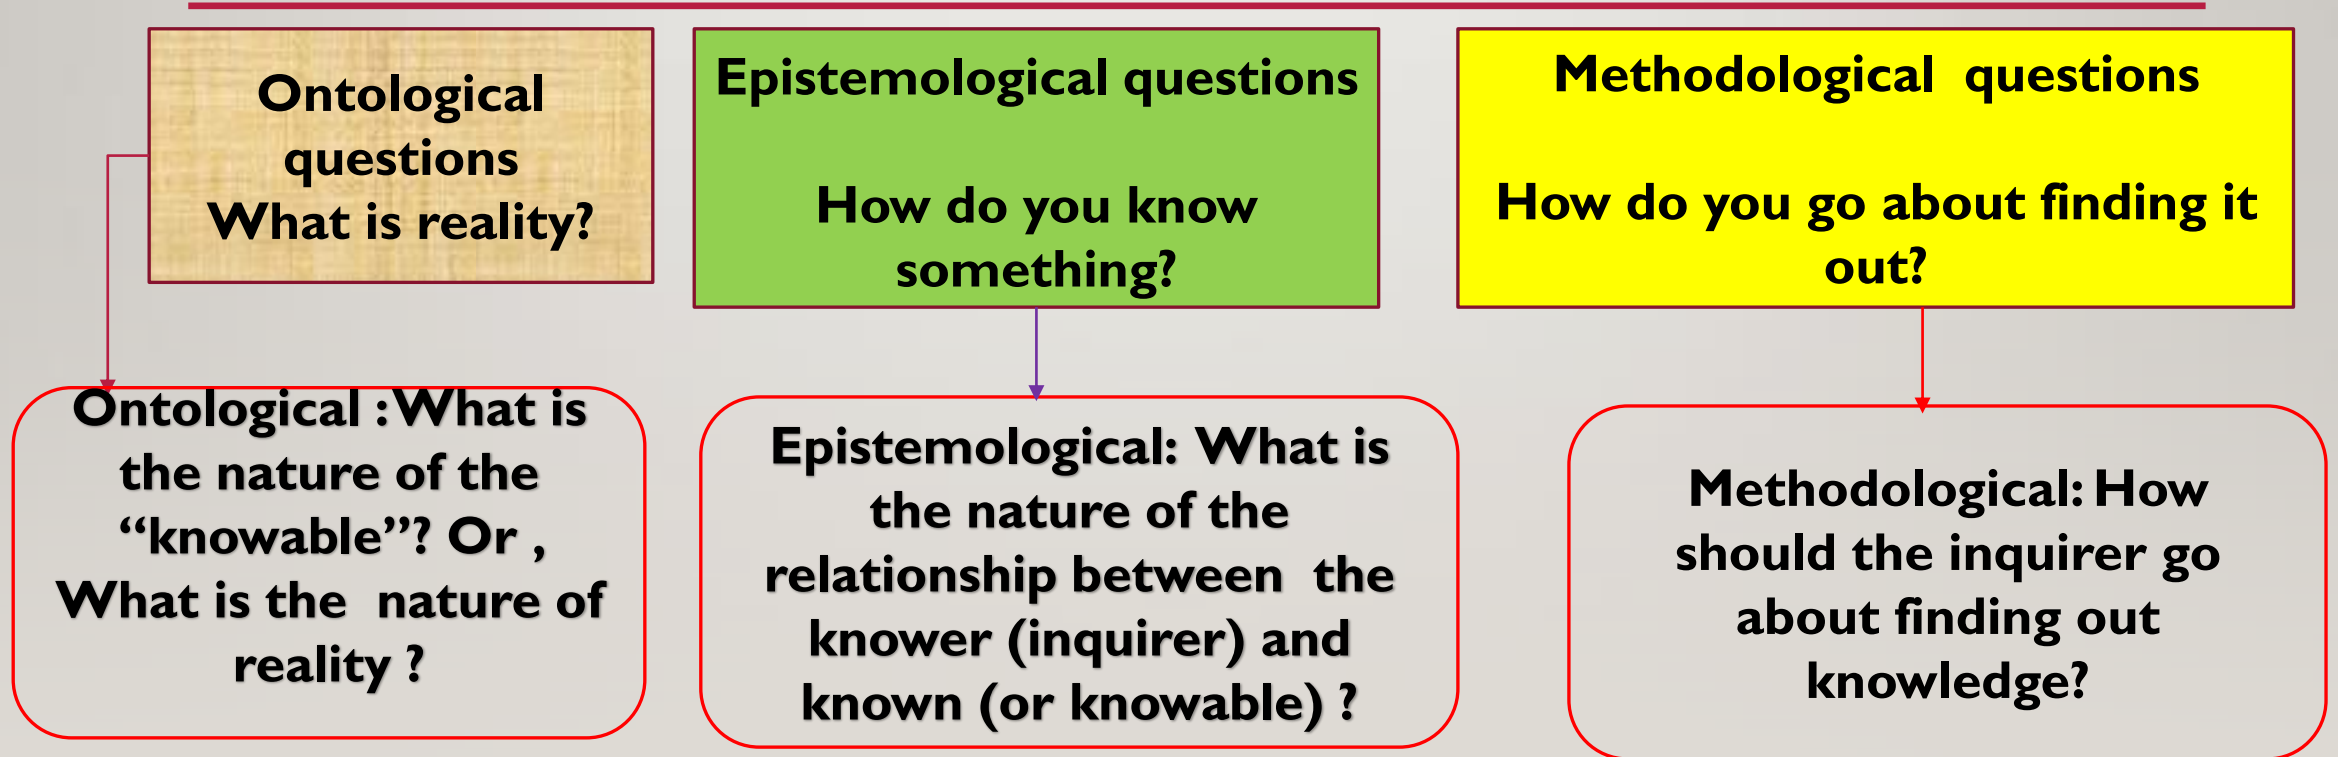 Ontological
questions
What is reality?
Epistemological questions
How do you know
something?
Methodological questions
How do you go about finding it
out?
Ontological : What is
the nature of the
“knowable”? Or ,
What is the nature of
reality ?
Epistemological: What is
the nature of the
relationship between the
knower (inquirer) and
known (or knowable) ?
Methodological: How
should the inquirer go
about finding out
knowledge?